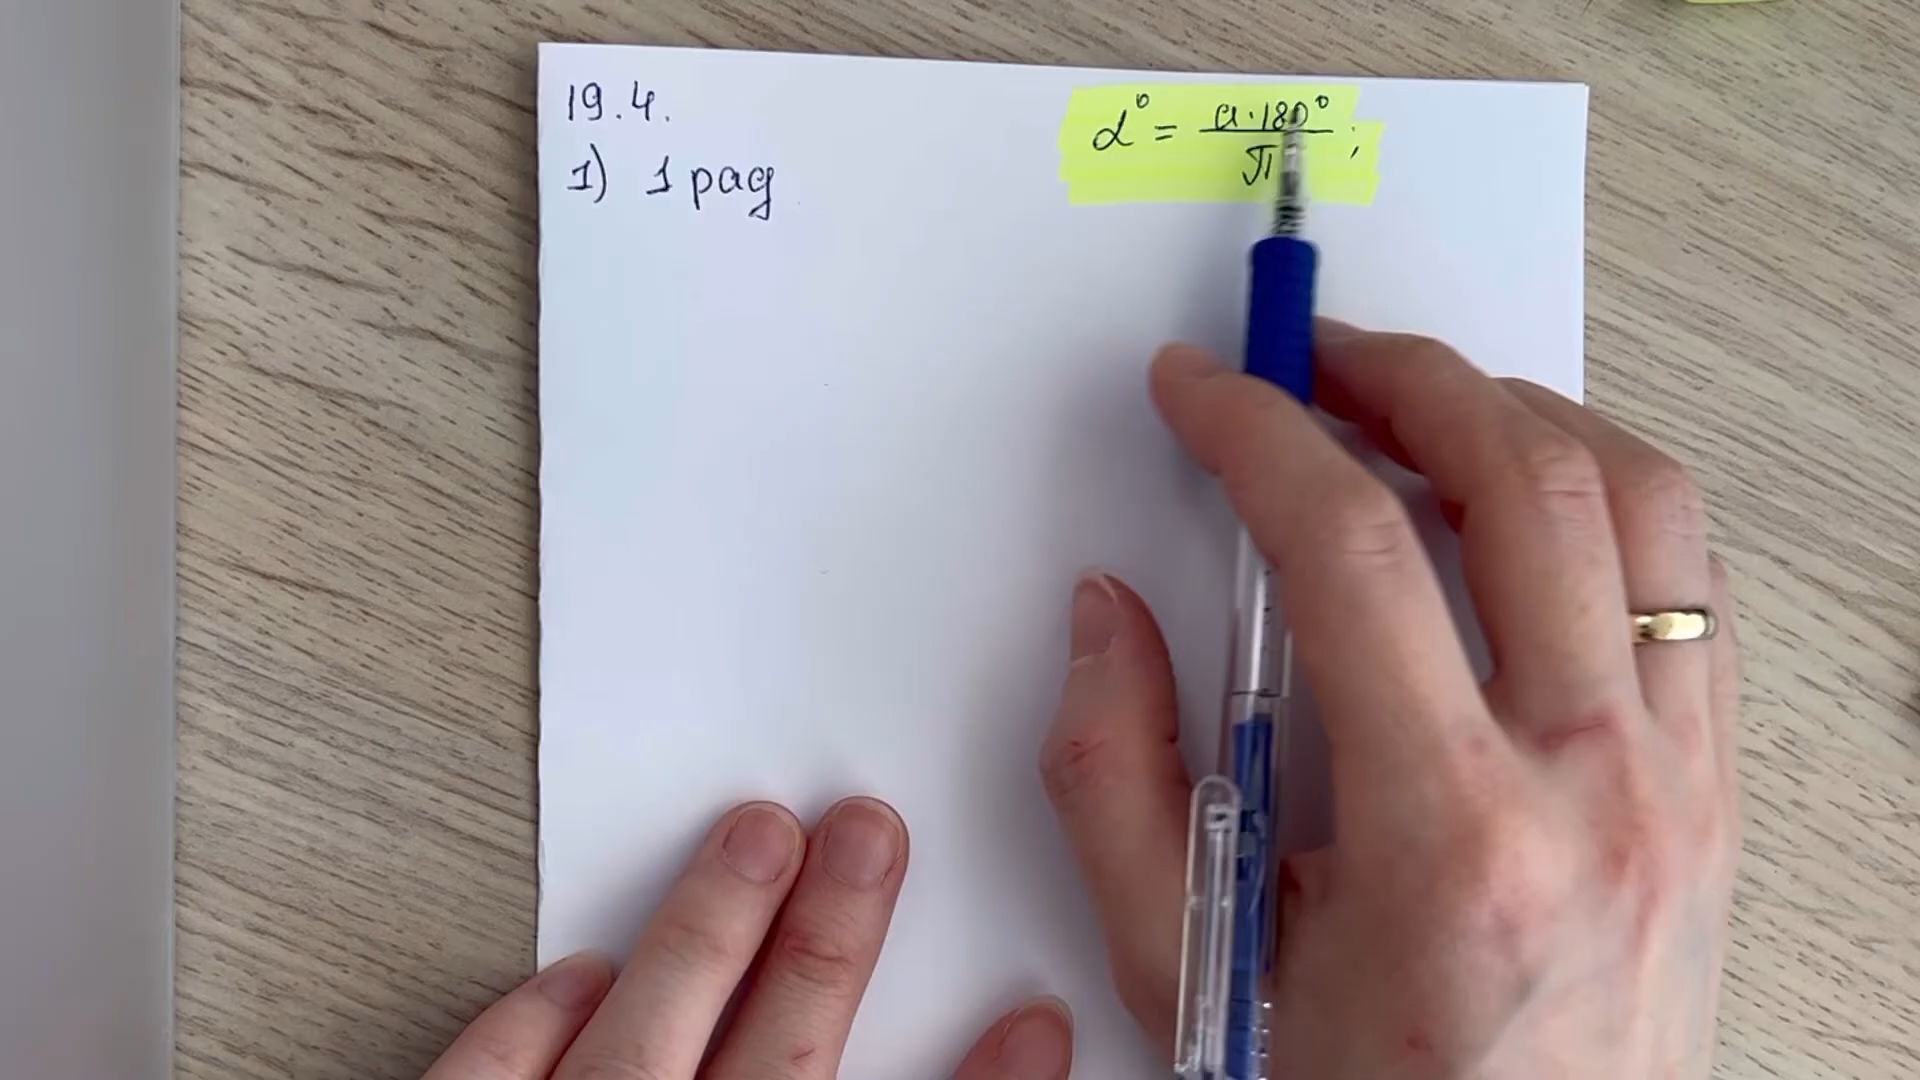 19.4.
1) 1 рад
α° = a·180° / π ;